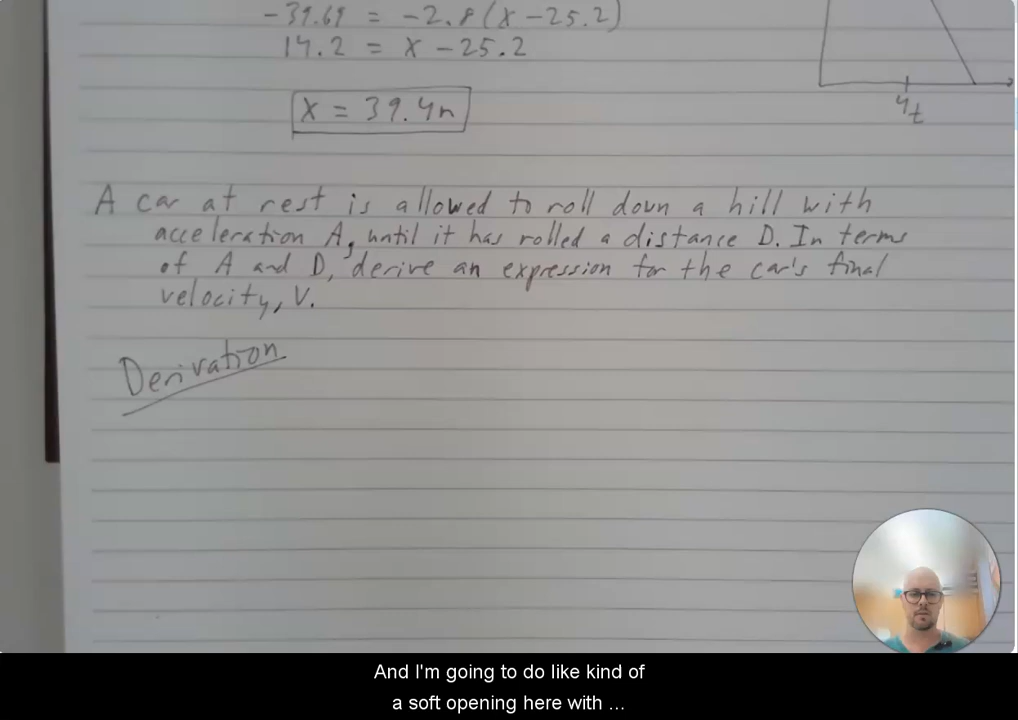 -39.69 = -2.8(x-25.2)
14.2 = x-25.2
x = 39.4m
4 t
A car at rest is allowed to roll down a hill with
acceleration A, until it has rolled a distance D. In terms
of A and D, derive an expression for the car's final
velocity, V.
Derivation
And I'm going to do like kind of
a soft opening here with ...